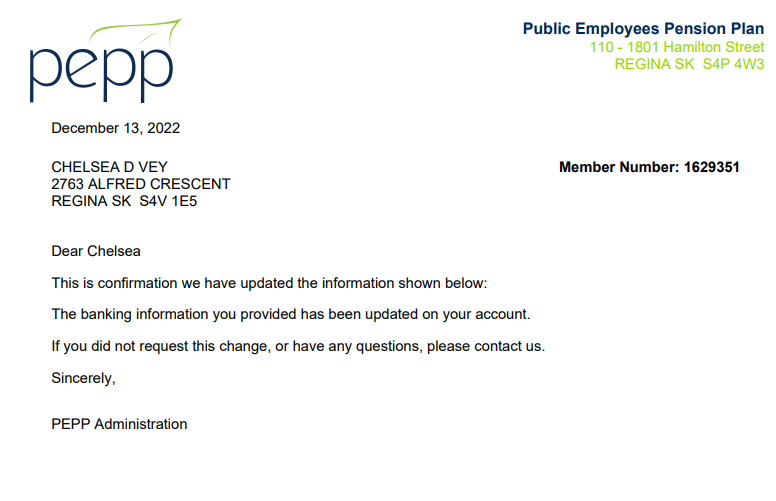 pepp
Public Employees Pension Plan
110 - 1801 Hamilton Street
REGINA SK  S4P 4W3
December 13, 2022
CHELSEA D VEY
2763 ALFRED CRESCENT
REGINA SK  S4V 1E5
Member Number: 1629351
Dear Chelsea
This is confirmation we have updated the information shown below:
The banking information you provided has been updated on your account.
If you did not request this change, or have any questions, please contact us.
Sincerely,
PEPP Administration